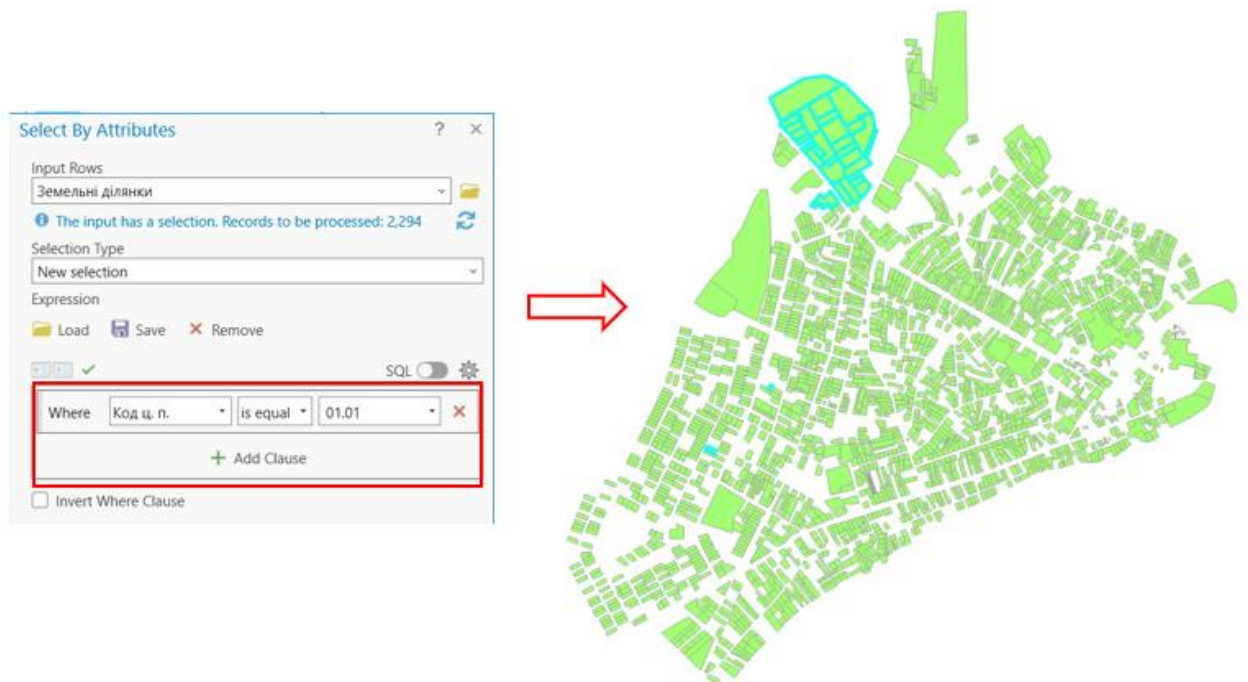 Select By Attributes ? ×
Input Rows
Земельні ділянки
The input has a selection. Records to be processed: 2,294
Selection Type
New selection
Expression
Load Save Remove
SQL
Where Код ц. п. is equal 01.01
+ Add Clause
Invert Where Clause